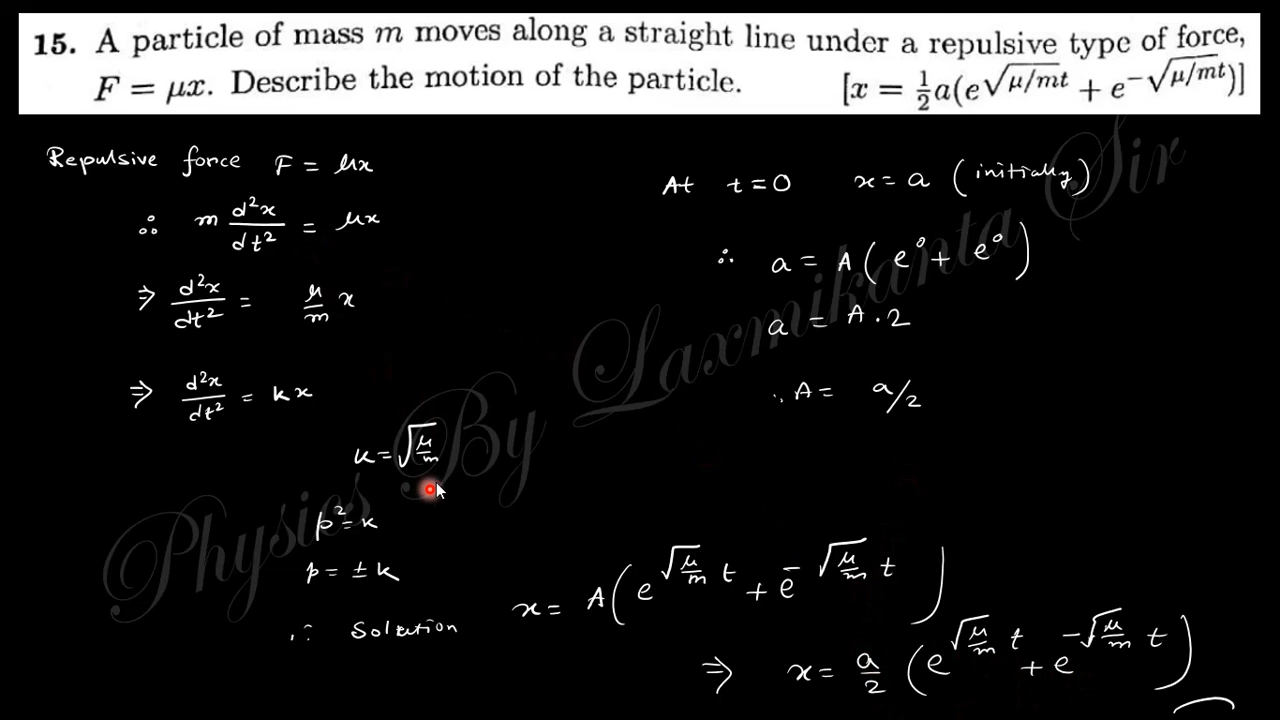 15. A particle of mass m moves along a straight line under a repulsive type of force,
F = μx. Describe the motion of the particle. [x = ½a(e^√μ/mt + e^−√μ/mt)]
Repulsive force F = μx
∴ m d²x/dt² = μx
⇒ d²x/dt² = μ/m x
⇒ d²x/dt² = kx
k = √μ/m
p² = k
p = ± k
∴ Solution x = A(e^√μ/m t + e^−√μ/m t)
⇒ x = a/2 (e^√μ/m t + e^−√μ/m t)
At t = 0 x = a (initially)
∴ a = A(e⁰ + e⁰)
a = A . 2
∴ A = a/2
Physics By Laxmikanta Sir